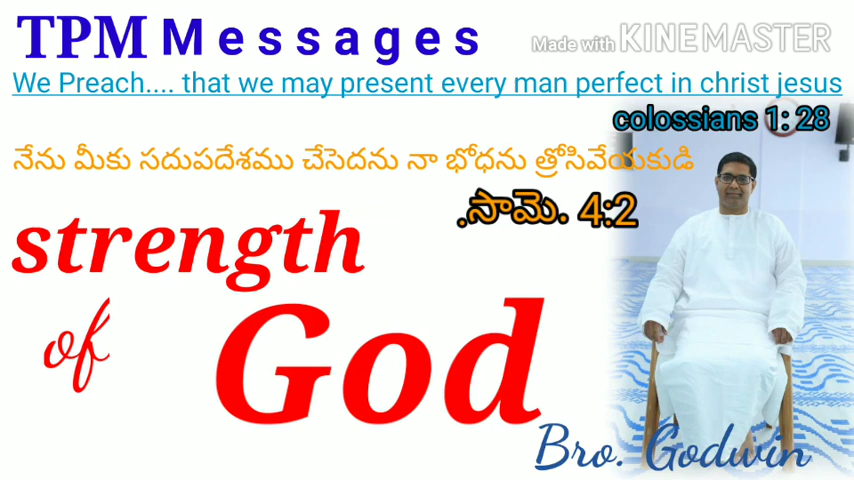 TPM Messages
Made with KINEMASTER
We Preach.... that we may present every man perfect in christ jesus
colossians 1: 28
నేను మీకు సదుపదేశము చేసెదను నా భోధను త్రోసివేయకుడి
.సామె. 4:2
strength
of
God
Bro. Godwin